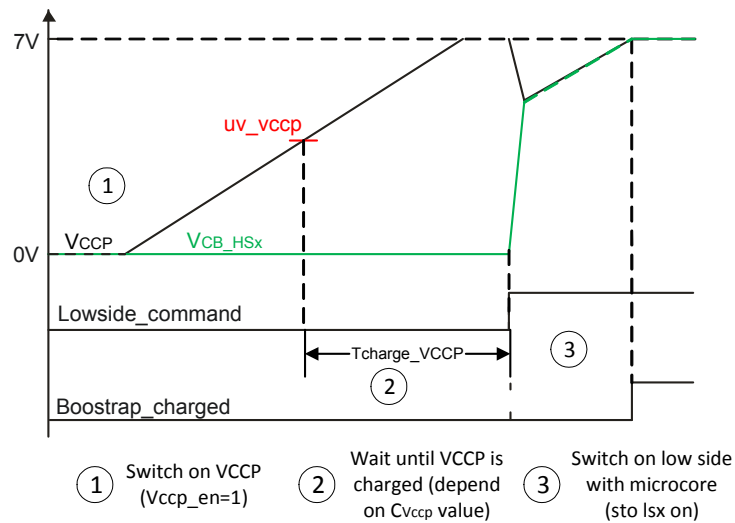 7V
uv_vccp
1
VCCP
VCB_HSx
0V
Lowside_command
Tcharge_VCCP
3
2
Boostrap_charged
1 Switch on VCCP
(Vccp_en=1)
2 Wait until VCCP is
charged (depend
on CVccp value)
3 Switch on low side
with microcore
(sto lsx on)